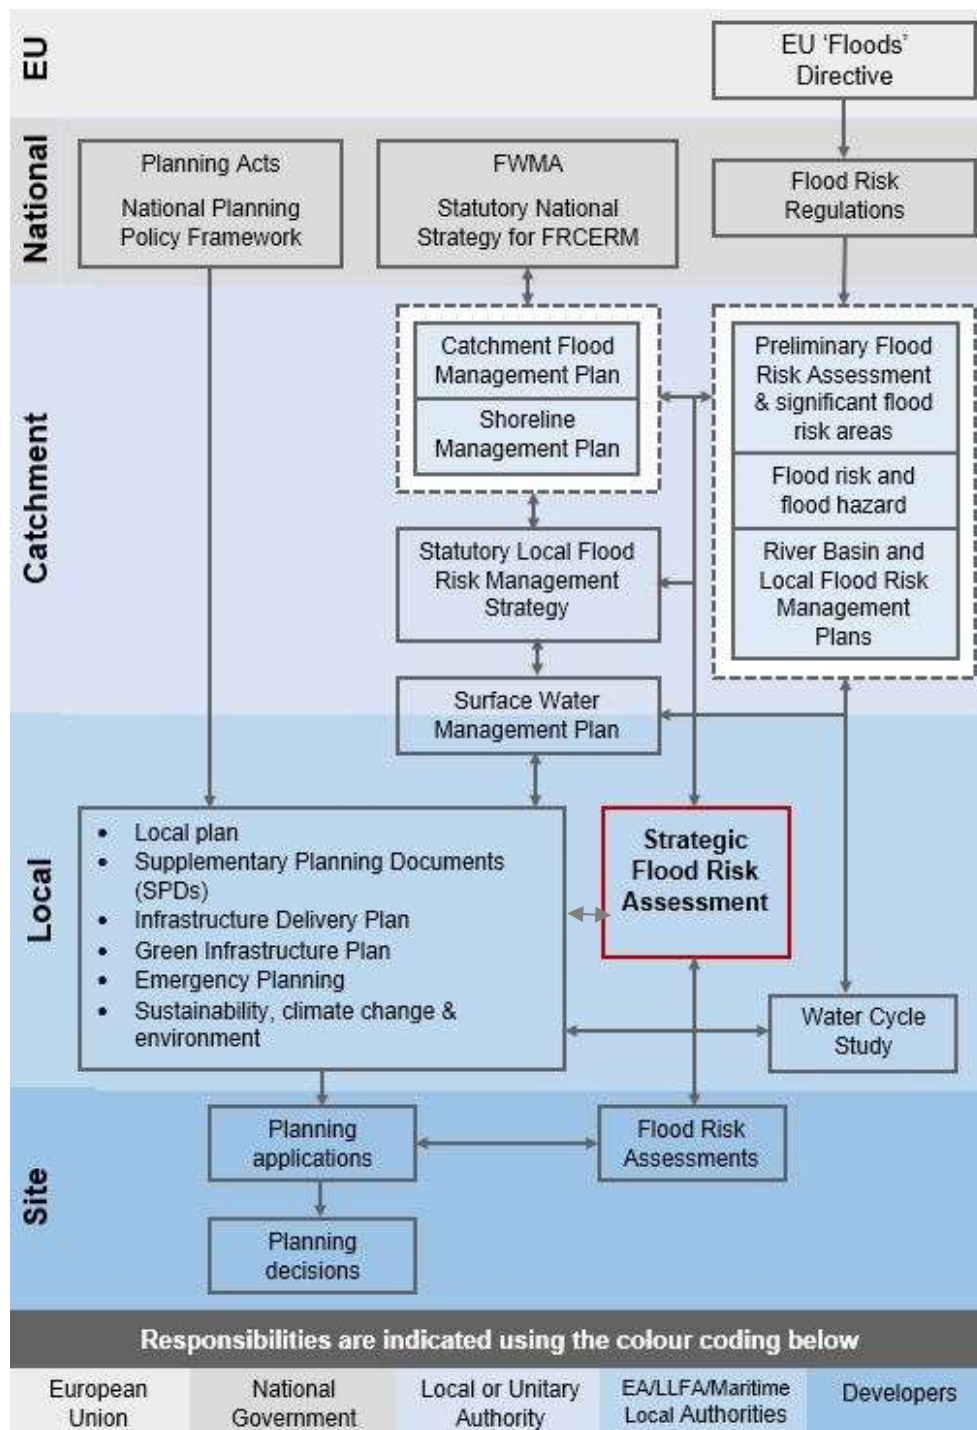 EU
EU ‘Floods’
Directive
National
Planning Acts
National Planning
Policy Framework
FWMA
Statutory National
Strategy for FRCERM
Flood Risk
Regulations
Catchment
Catchment Flood
Management Plan
Shoreline
Management Plan
Preliminary Flood
Risk Assessment
& significant flood
risk areas
Flood risk and
flood hazard
River Basin and
Local Flood Risk
Management
Plans
Statutory Local Flood
Risk Management
Strategy
Surface Water
Management Plan
Local
• Local plan
• Supplementary Planning Documents
(SPDs)
• Infrastructure Delivery Plan
• Green Infrastructure Plan
• Emergency Planning
• Sustainability, climate change &
environment
Strategic
Flood Risk
Assessment
Water Cycle
Study
Site
Planning
applications
Flood Risk
Assessments
Planning
decisions
Responsibilities are indicated using the colour coding below
European
Union
National
Government
Local or Unitary
Authority
EA/LLFA/Maritime
Local Authorities
Developers